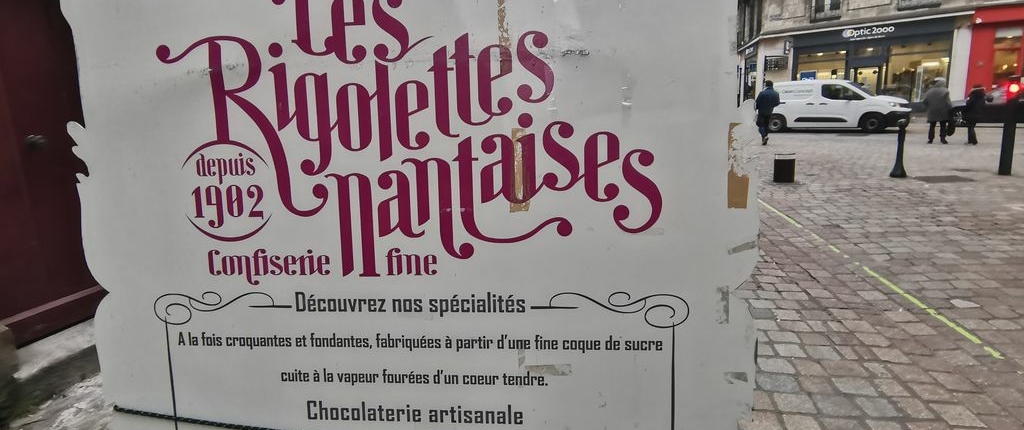 Les
Rigolettes
nantaises
depuis
1902
Confiserie fine
Découvrez nos spécialités
A la fois croquantes et fondantes, fabriquées à partir d'une fine coque de sucre
cuite à la vapeur fourées d'un coeur tendre.
Chocolaterie artisanale
Optic 2000